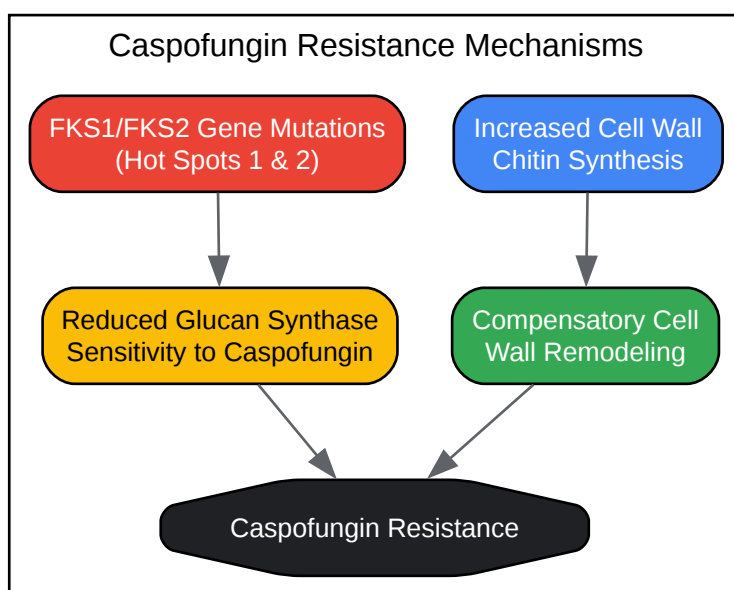 Caspofungin Resistance Mechanisms
FKS1/FKS2 Gene Mutations
(Hot Spots 1 & 2)
Increased Cell Wall
Chitin Synthesis
Reduced Glucan Synthase
Sensitivity to Caspofungin
Compensatory Cell
Wall Remodeling
Caspofungin Resistance